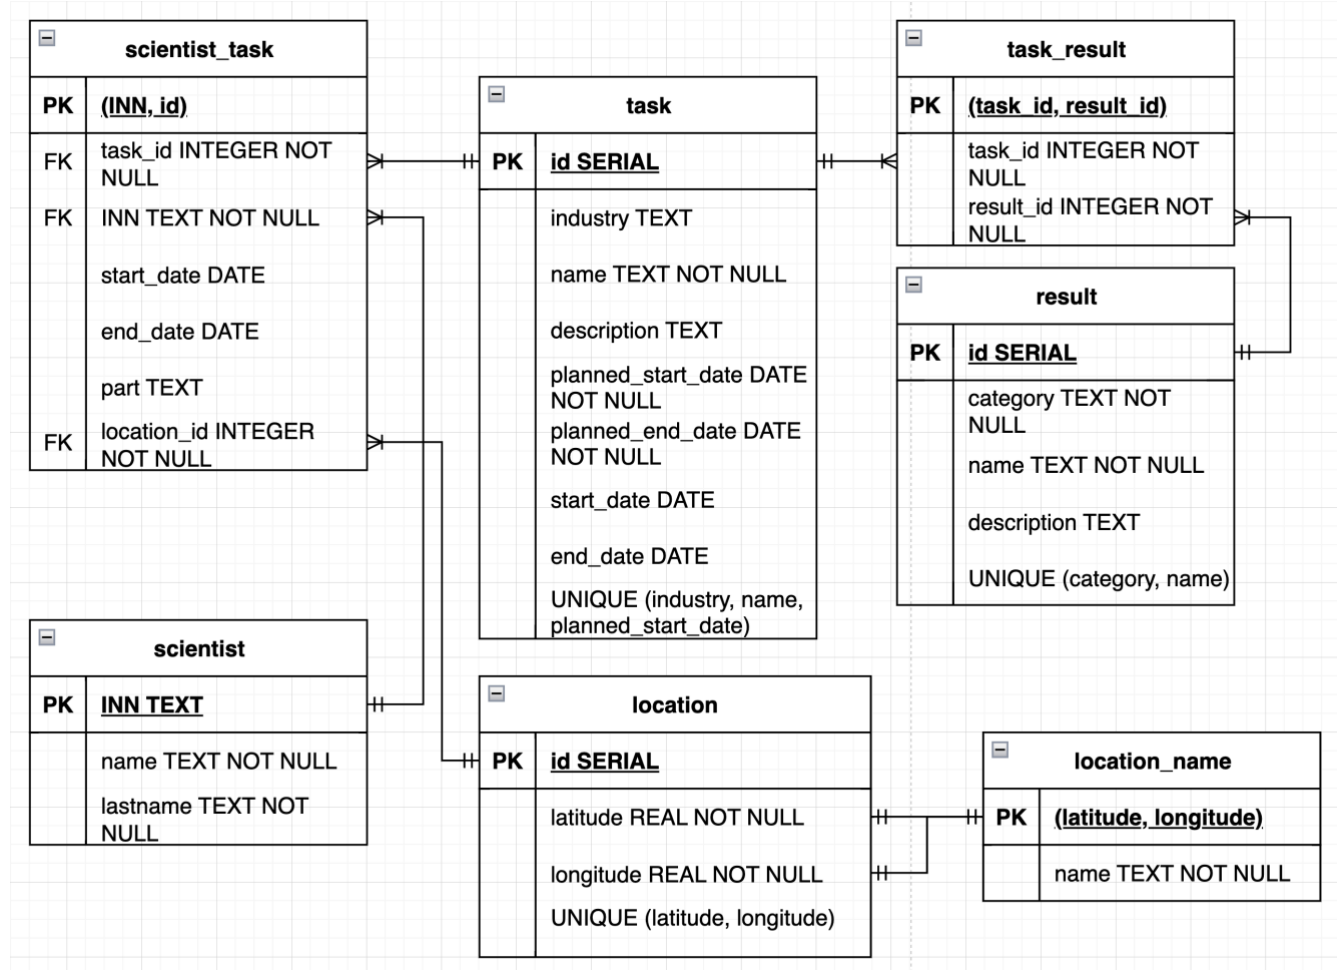 scientist_task
PK (INN, id)
FK task_id INTEGER NOT
NULL
FK INN TEXT NOT NULL
start_date DATE
end_date DATE
part TEXT
FK location_id INTEGER
NOT NULL
task
PK id SERIAL
industry TEXT
name TEXT NOT NULL
description TEXT
planned_start_date DATE
NOT NULL
planned_end_date DATE
NOT NULL
start_date DATE
end_date DATE
UNIQUE (industry, name,
planned_start_date)
task_result
PK (task_id, result_id)
task_id INTEGER NOT
NULL
result_id INTEGER NOT
NULL
result
PK id SERIAL
category TEXT NOT
NULL
name TEXT NOT NULL
description TEXT
UNIQUE (category, name)
scientist
PK INN TEXT
name TEXT NOT NULL
lastname TEXT NOT
NULL
location
PK id SERIAL
latitude REAL NOT NULL
longitude REAL NOT NULL
UNIQUE (latitude, longitude)
location_name
PK (latitude, longitude)
name TEXT NOT NULL